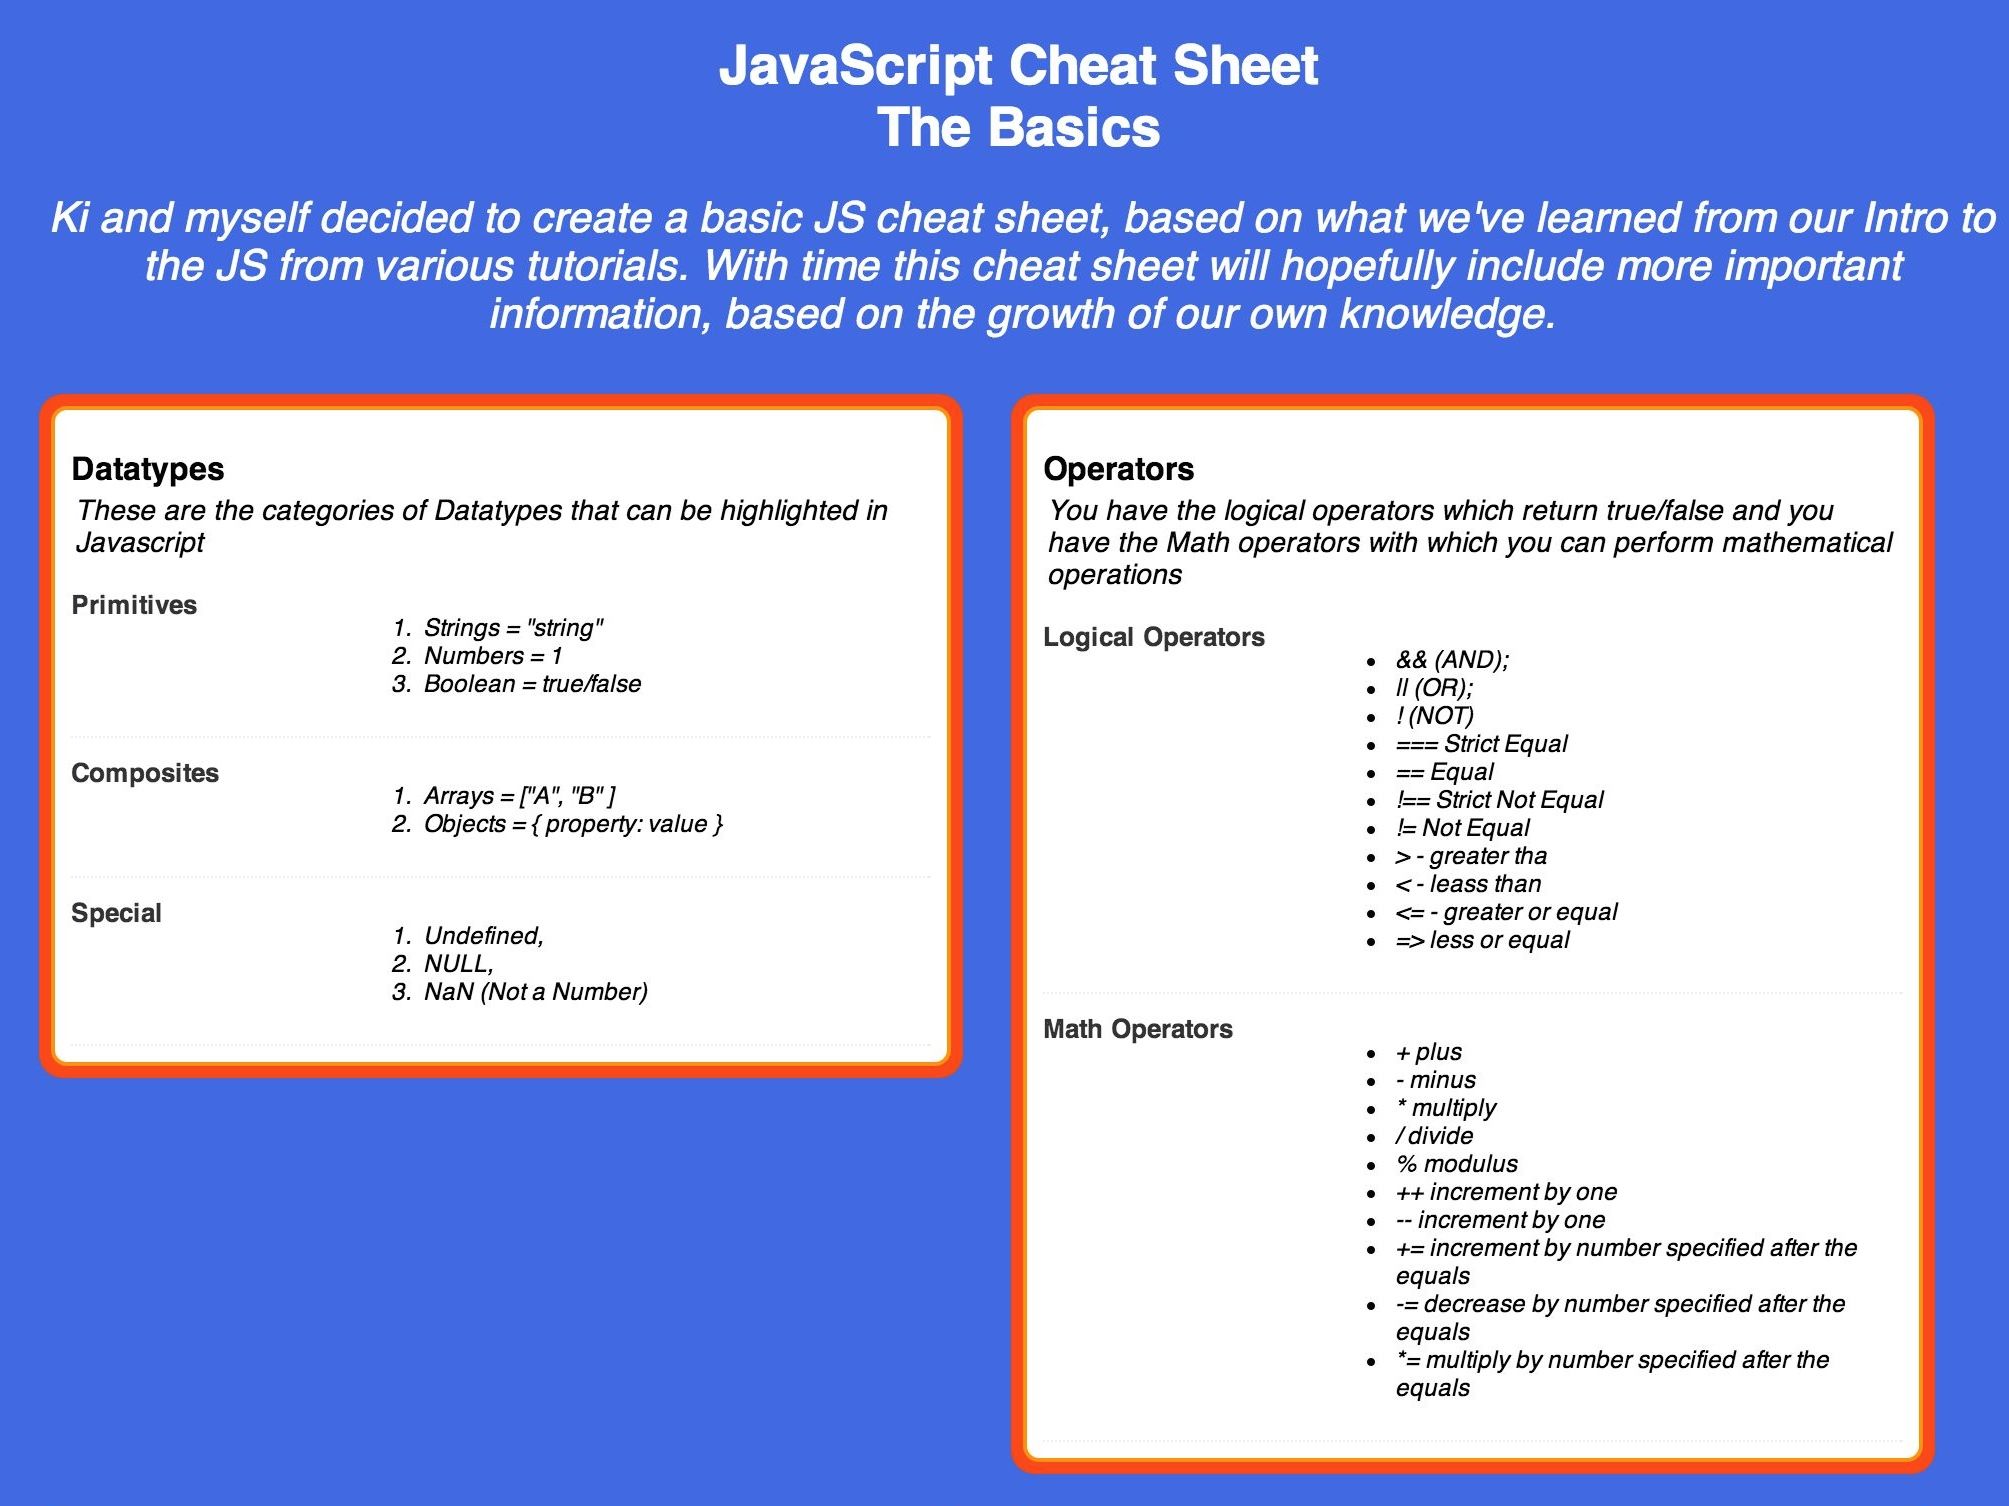 JavaScript Cheat Sheet
The Basics
Ki and myself decided to create a basic JS cheat sheet, based on what we've learned from our Intro to
the JS from various tutorials. With time this cheat sheet will hopefully include more important
information, based on the growth of our own knowledge.
Datatypes
These are the categories of Datatypes that can be highlighted in
Javascript
Primitives
1. Strings = "string"
2. Numbers = 1
3. Boolean = true/false
Composites
1. Arrays = ["A", "B" ]
2. Objects = { property: value }
Special
1. Undefined,
2. NULL,
3. NaN (Not a Number)
Operators
You have the logical operators which return true/false and you
have the Math operators with which you can perform mathematical
operations
Logical Operators
• && (AND);
• ll (OR);
• ! (NOT)
• === Strict Equal
• == Equal
• !== Strict Not Equal
• != Not Equal
• > - greater tha
• < - leass than
• <= - greater or equal
• => less or equal
Math Operators
• + plus
• - minus
• * multiply
• / divide
• % modulus
• ++ increment by one
• -- increment by one
• += increment by number specified after the
equals
• -= decrease by number specified after the
equals
• *= multiply by number specified after the
equals